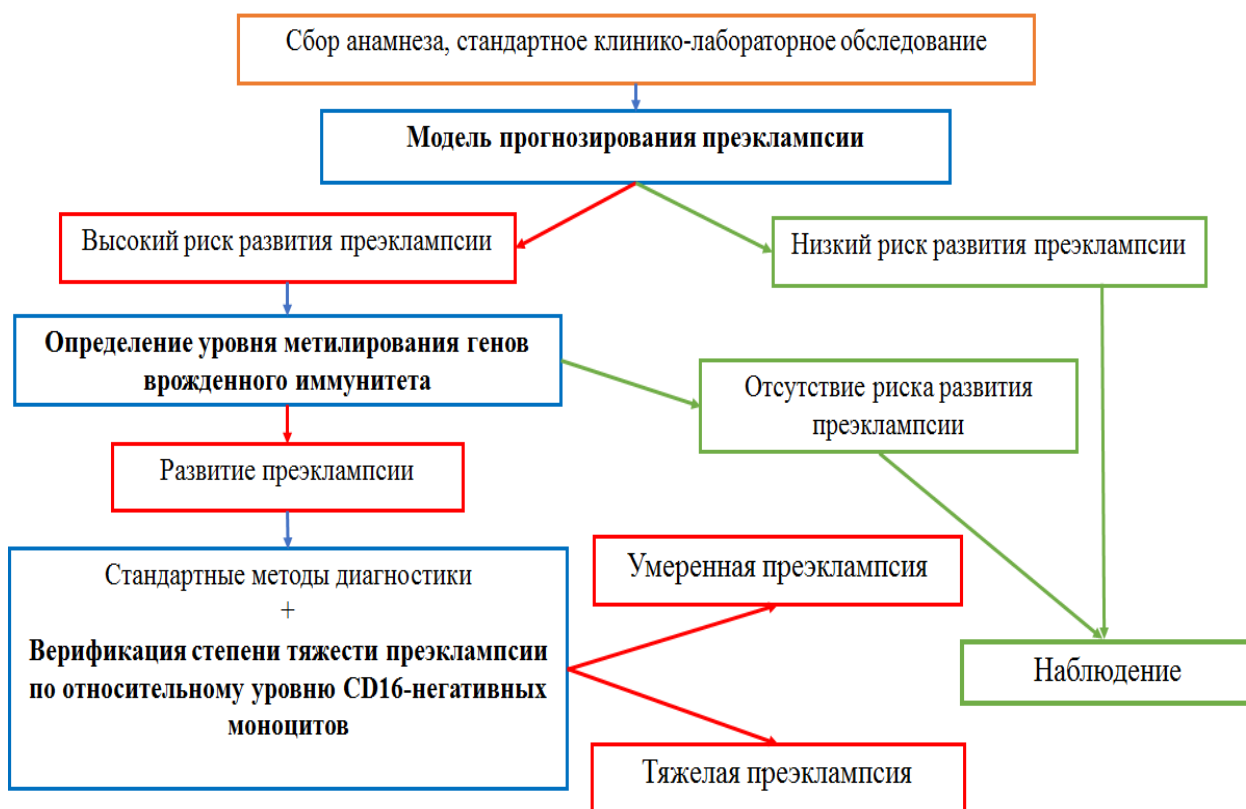 Сбор анамнеза, стандартное клинико-лабораторное обследование
Модель прогнозирования преэклампсии
Высокий риск развития преэклампсии
Низкий риск развития преэклампсии
Определение уровня метилирования генов
врожденного иммунитета
Отсутствие риска развития
преэклампсии
Развитие преэклампсии
Стандартные методы диагностики
+
Верификация степени тяжести преэклампсии
по относительному уровню CD16-негативных
моноцитов
Умеренная преэклампсия
Наблюдение
Тяжелая преэклампсия